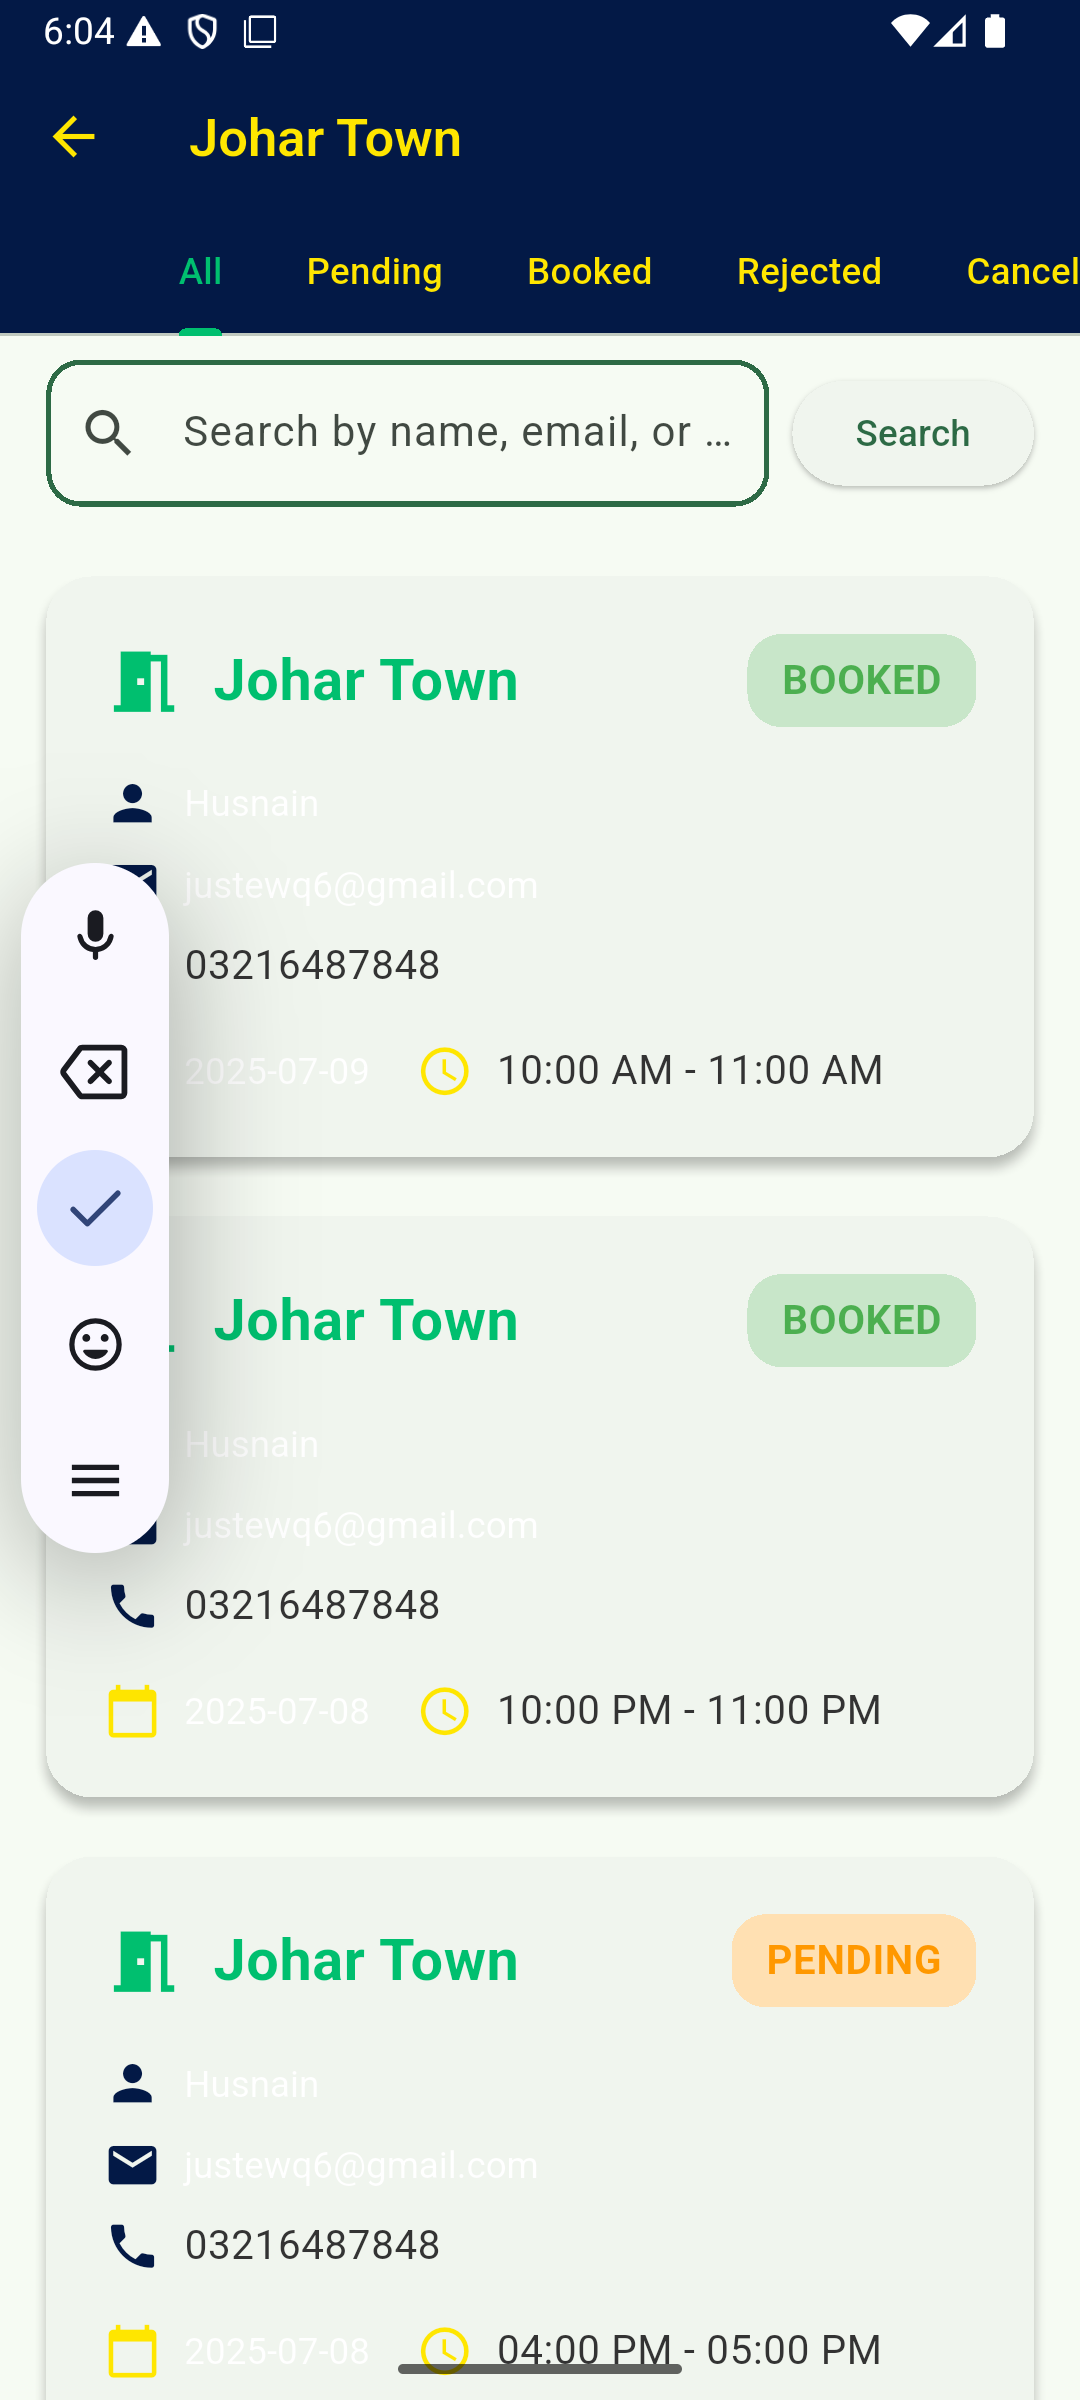 6:04
Johar Town
All Pending Booked Rejected Cancel
Search by name, email, or ...
Search
Johar Town BOOKED
Husnain
justewq6@gmail.com
03216487848
2025-07-09 10:00 AM - 11:00 AM
Johar Town BOOKED
Husnain
justewq6@gmail.com
03216487848
2025-07-08 10:00 PM - 11:00 PM
Johar Town PENDING
Husnain
justewq6@gmail.com
03216487848
2025-07-08 04:00 PM - 05:00 PM